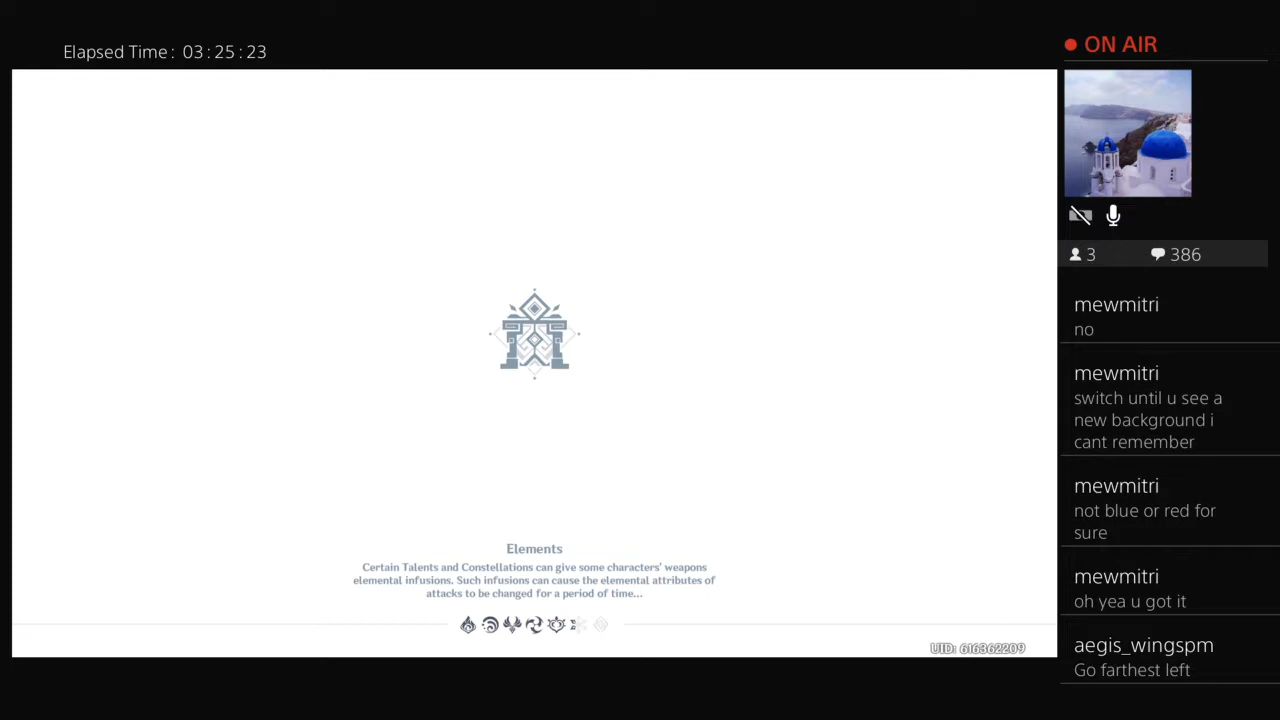 Elapsed Time: 03:25:23
ON AIR
3
386
mewmitri
no
mewmitri
switch until u see a
new background i
cant remember
mewmitri
not blue or red for
sure
mewmitri
oh yea u got it
aegis_wingspm
Go farthest left
Elements
Certain Talents and Constellations can give some characters' weapons
elemental infusions. Such infusions can cause the elemental attributes of
attacks to be changed for a period of time...
UID: 616362209